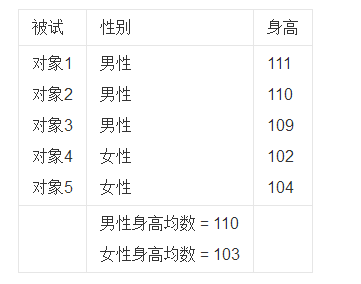 被试 性别 身高
对象1 男性 111
对象2 男性 110
对象3 男性 109
对象4 女性 102
对象5 女性 104
男性身高均数 = 110
女性身高均数 = 103